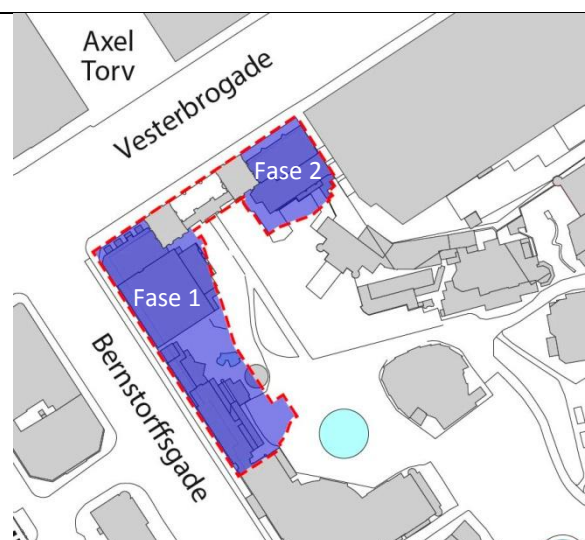 Axel
Torv
Vesterbrogade
Fase 2
Fase 1
Bernstorffsgade